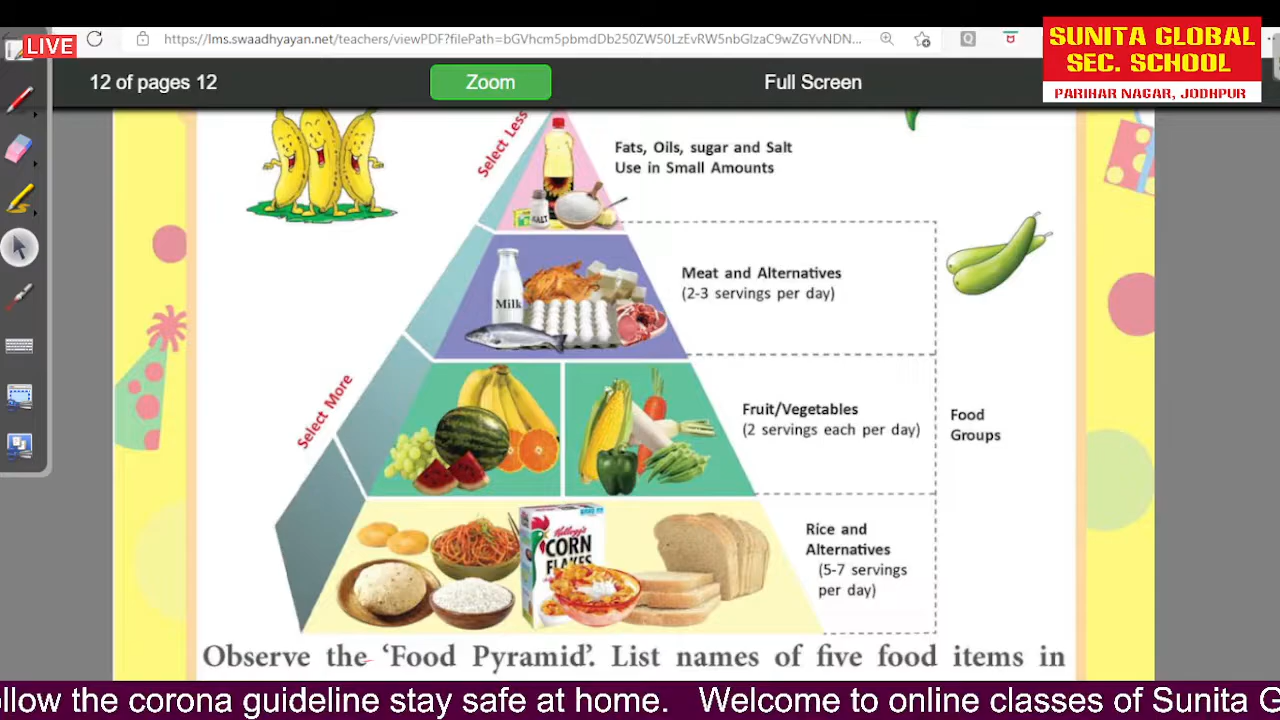 LIVE
https://lms.swaadhyayan.net/teachers/viewPDF?filePath=bGVhcm5pbmdDb250ZW50LzEvRW5nbGlzaC9wZGYvNDN...
SUNITA GLOBAL
SEC. SCHOOL
PARIHAR NAGAR, JODHPUR
12 of pages 12
Zoom
Full Screen
Select Less
Fats, Oils, sugar and Salt
Use in Small Amounts
SALT
Meat and Alternatives
(2-3 servings per day)
Milk
Select More
Fruit/Vegetables
(2 servings each per day)
Food
Groups
Rice and
Alternatives
(5-7 servings
per day)
CORN
FLAKES
Observe the ‘Food Pyramid’. List names of five food items in
ollow the corona guideline stay safe at home. Welcome to online classes of Sunita G